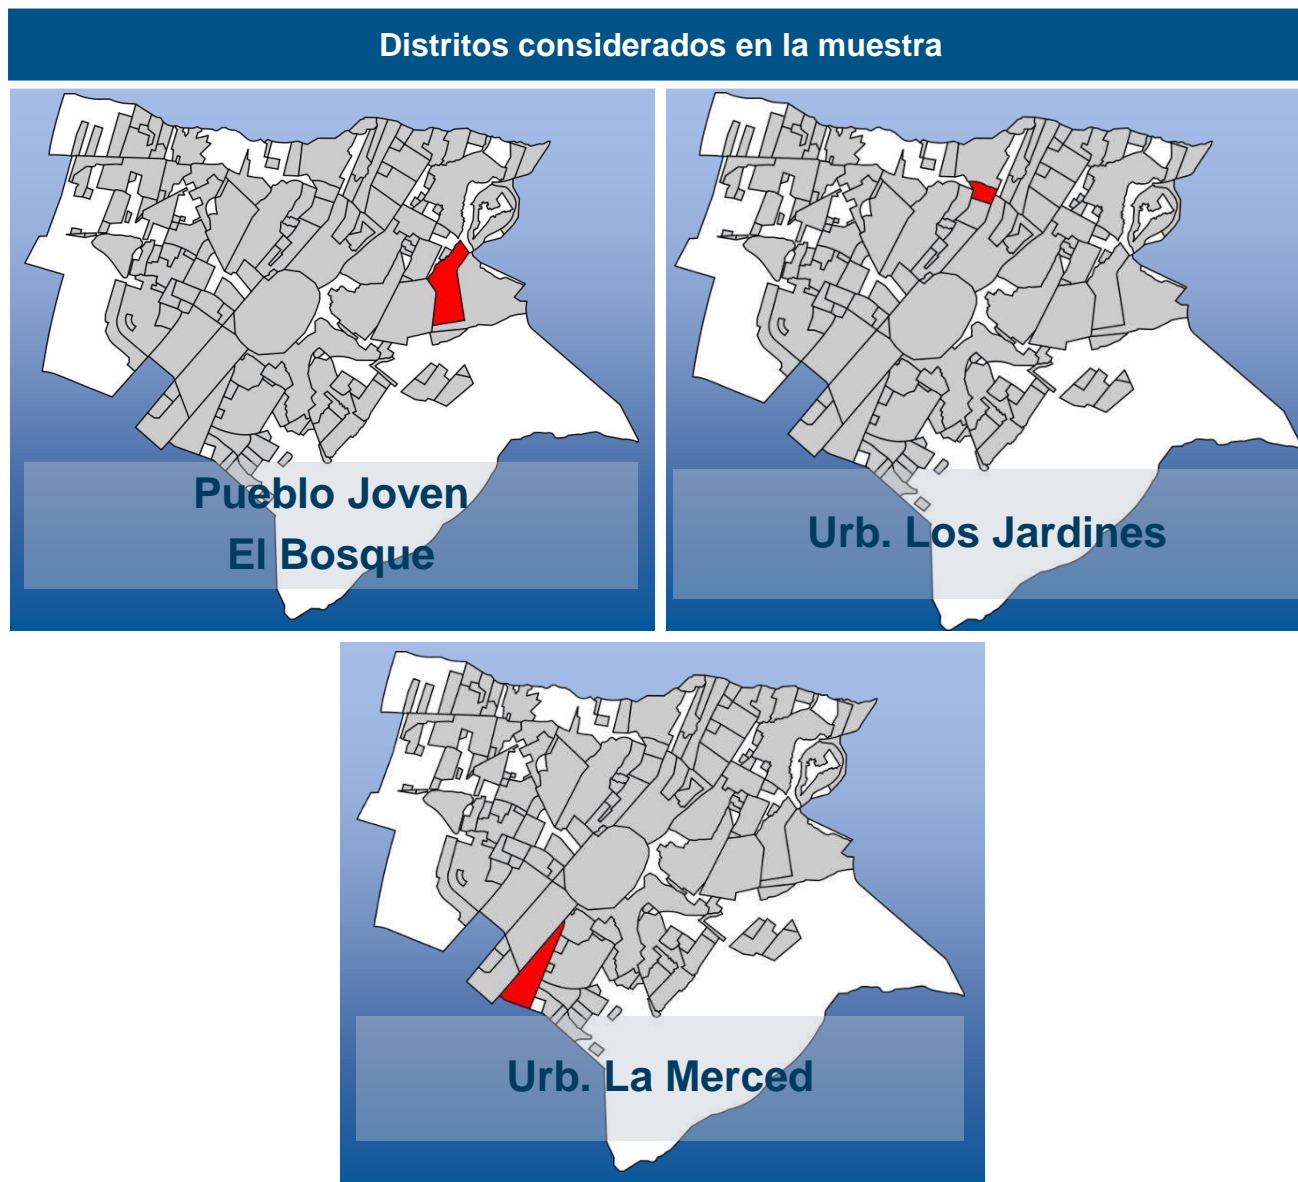 Distritos considerados en la muestra
Pueblo Joven
El Bosque
Urb. Los Jardines
Urb. La Merced